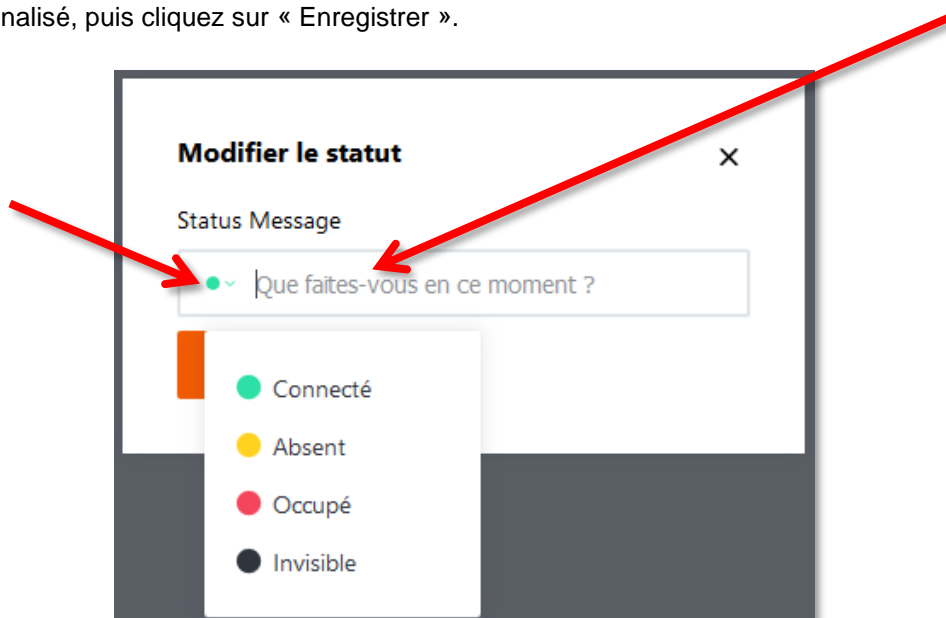 nalisé, puis cliquez sur « Enregistrer ».
Modifier le statut
Status Message
Que faites-vous en ce moment ?
Connecté
Absent
Occupé
Invisible